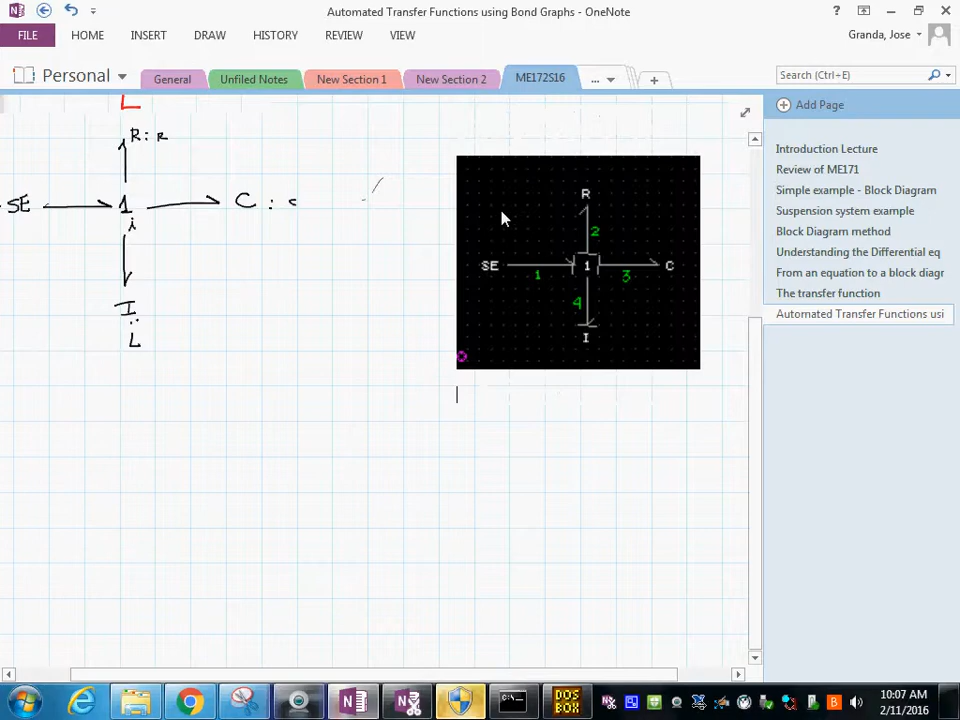 Automated Transfer Functions using Bond Graphs - OneNote
?
FILE HOME INSERT DRAW HISTORY REVIEW VIEW
Granda, Jose
Personal
General
Unfiled Notes
New Section 1
New Section 2
ME172S16
...
Search (Ctrl+E)
Add Page
Introductory Lecture
Review of ME171
Simple example - Block Diagram
Suspension system example
Block Diagram method
Understanding the Differential eq
From an equation to a block diagr
The transfer function
Automated Transfer Functions usi
L
R: R
SE 1 C : c
i
I
:
L
R
2
SE 1 1 3 C
4
I
DOS BOX
10:07 AM
2/11/2016